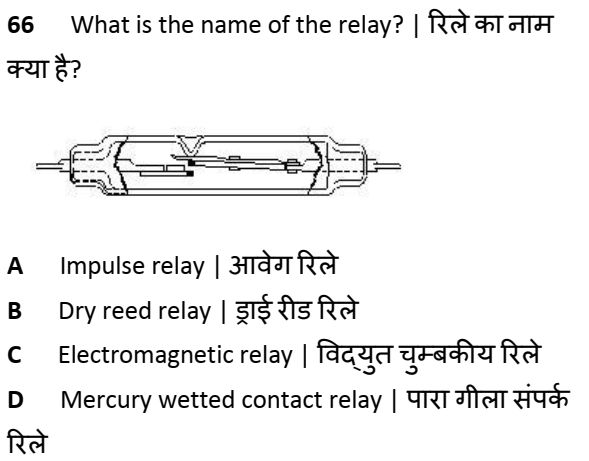 66 What is the name of the relay? | रिले का नाम
क्या है?
A Impulse relay | आवेग रिले
B Dry reed relay | ड्राई रीड रिले
C Electromagnetic relay | विद्युत चुम्बकीय रिले
D Mercury wetted contact relay | पारा गीला संपर्क
रिले